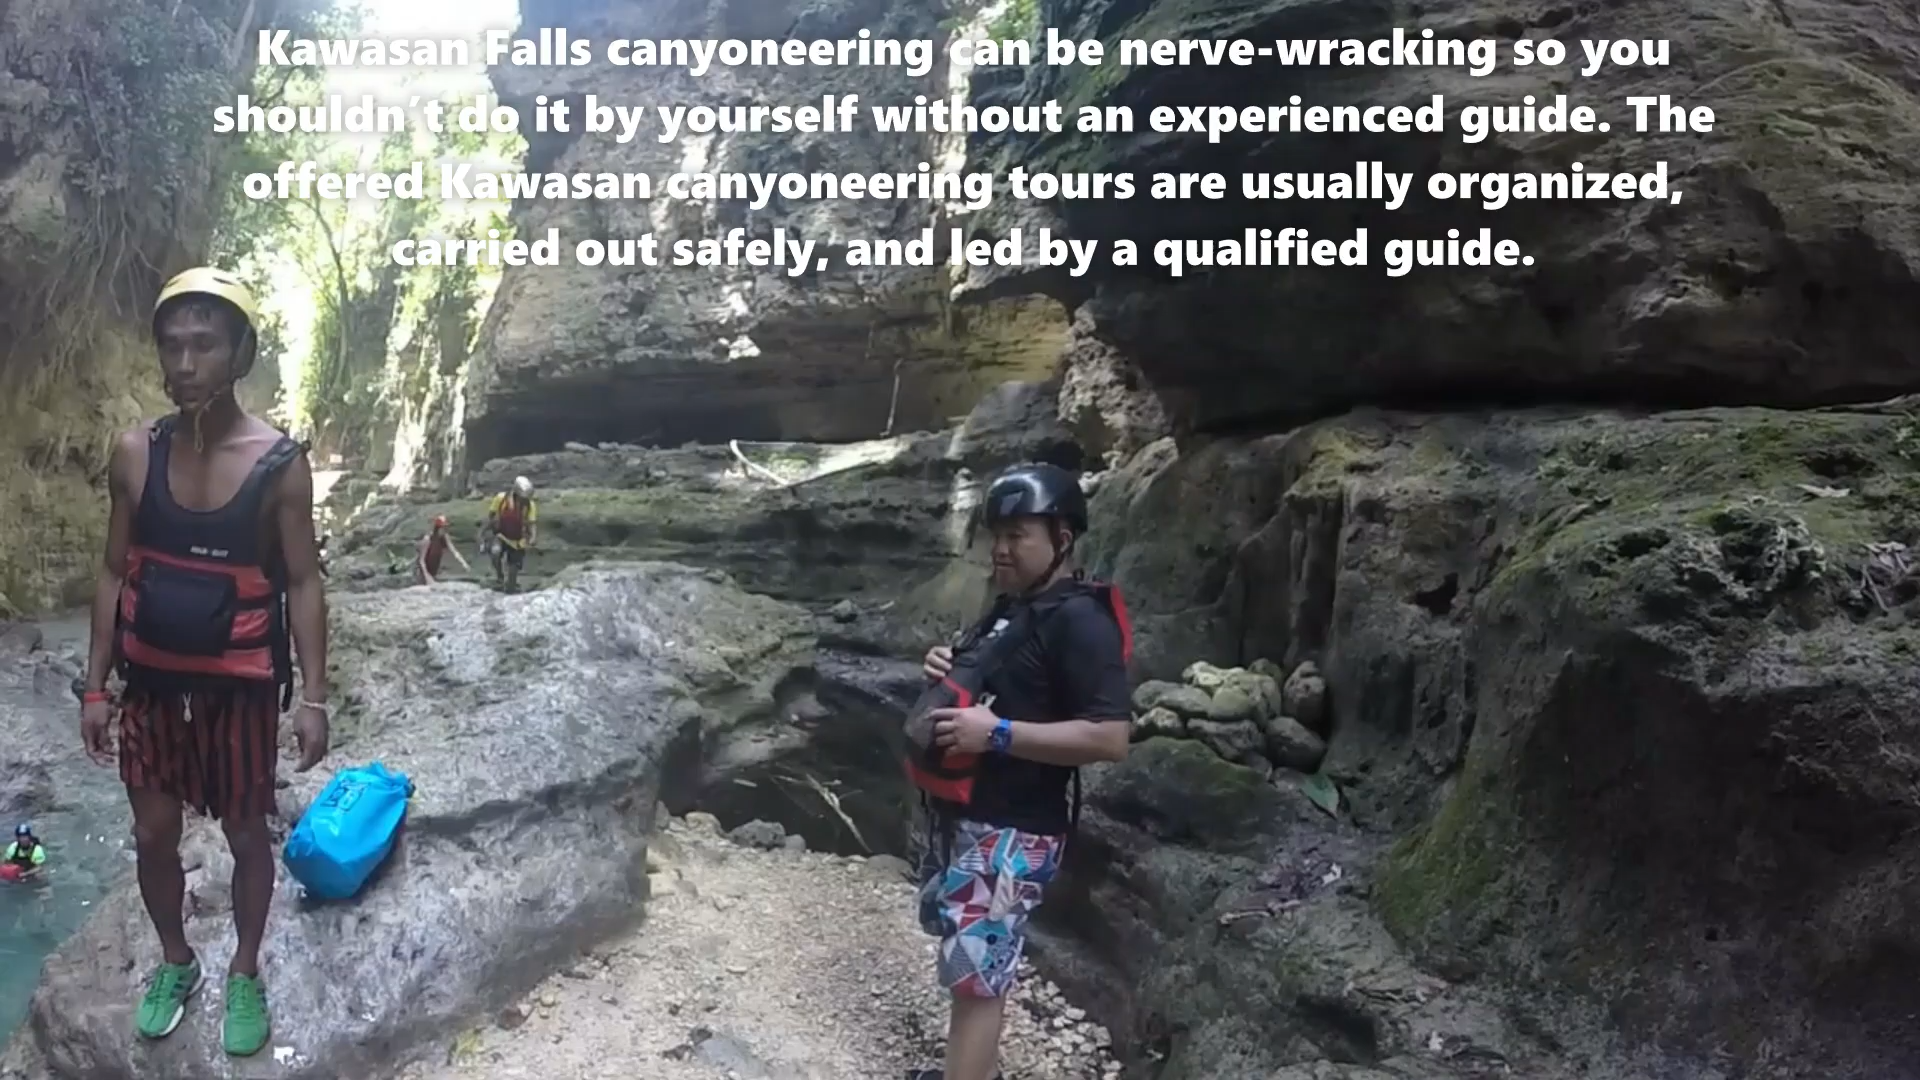 Kawasan Falls canyoneering can be nerve-wracking so you
shouldn’t do it by yourself without an experienced guide. The
offered Kawasan canyoneering tours are usually organized,
carried out safely, and led by a qualified guide.